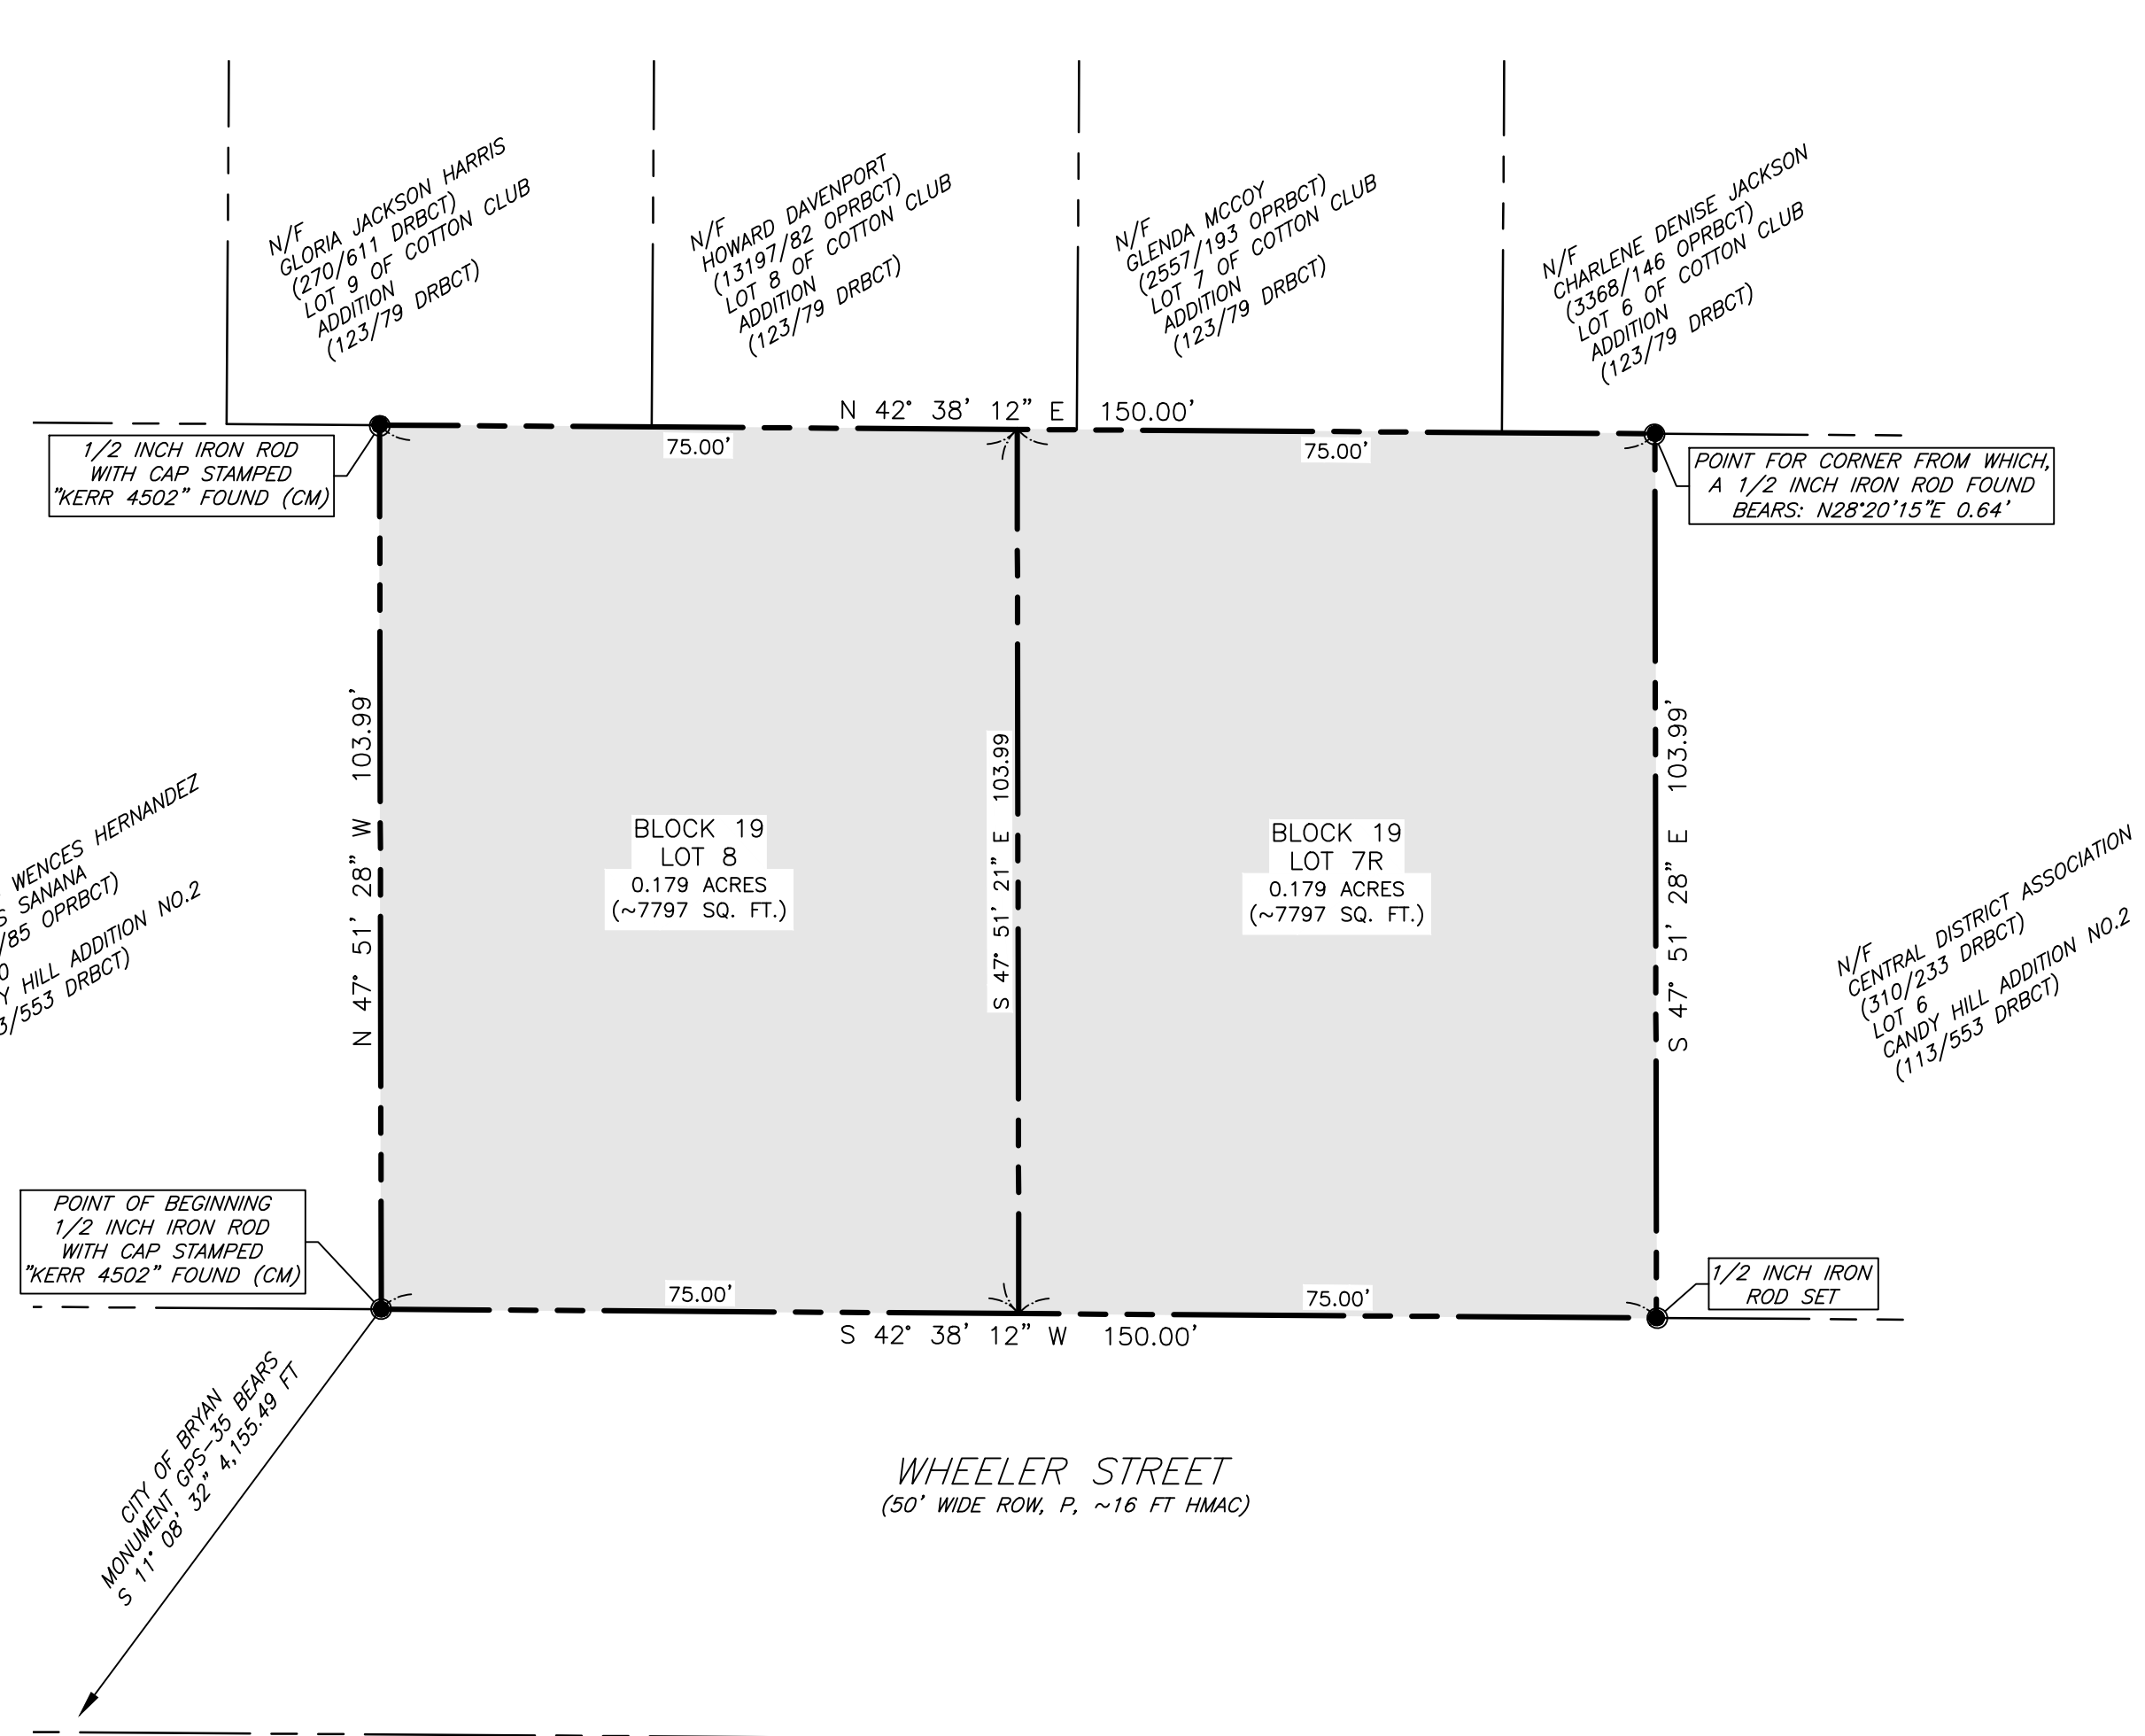 N/F
GLORIA JACKSON HARRIS
(270/611 DRBCT)
LOT 9 OF COTTON CLUB
ADDITION
(123/79 DRBCT)
N/F
HOWARD DAVENPORT
(13197/82 OPRBCT)
LOT 8 OF COTTON CLUB
ADDITION
(123/79 DRBCT)
N/F
GLENDA MCCOY
(2557/193 OPRBCT)
LOT 7 OF COTTON CLUB
ADDITION
(123/79 DRBCT)
N/F
CHARLENE DENISE JACKSON
(3368/146 OPRBCT)
LOT 6 OF COTTON CLUB
ADDITION
(123/79 DRBCT)
N 42° 38' 12" E 150.00'
75.00'
75.00'
1/2 INCH IRON ROD
WITH CAP STAMPED
"KERR 4502" FOUND (CM)
POINT FOR CORNER FROM WHICH,
A 1/2 INCH IRON ROD FOUND
BEARS: N28°20'15"E 0.64'
N 47° 51' 28" W 103.99'
S 47° 51' 21" E 103.99
S 47° 51' 28" E 103.99'
BLOCK 19
LOT 8
0.179 ACRES
(~7797 SQ. FT.)
BLOCK 19
LOT 7R
0.179 ACRES
(~7797 SQ. FT.)
WENCES HERNANDEZ
S SANANA
/85 OPRBCT)
0
Y HILL ADDITION NO.2
3/553 DRBCT)
N/F
CENTRAL DISTRICT ASSOCIATION
(310/233 DRBCT)
LOT 6
CANDY HILL ADDITION NO.2
(113/553 DRBCT)
POINT OF BEGINNING
1/2 INCH IRON ROD
WITH CAP STAMPED
"KERR 4502" FOUND (CM)
1/2 INCH IRON
ROD SET
75.00'
75.00'
S 42° 38' 12" W 150.00'
CITY OF BRYAN
MONUMENT GPS-35 BEARS
S 11° 08' 32" 4,155.49 FT
WHEELER STREET
(50' WIDE ROW, P, ~16 FT HMAC)